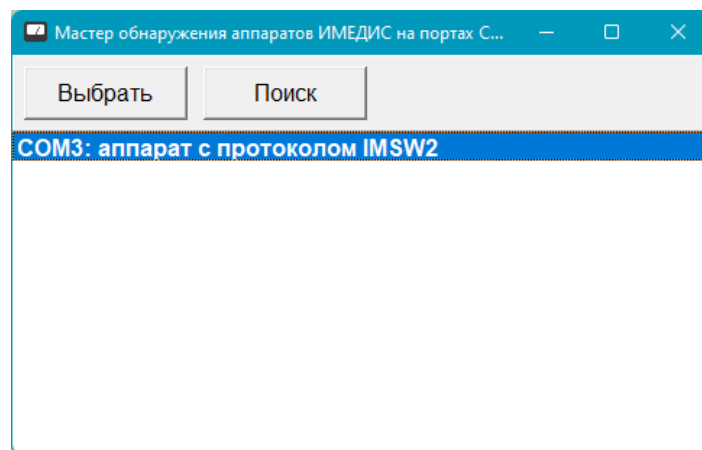 Мастер обнаружения аппаратов ИМЕДИС на портах С...
Выбрать
Поиск
COM3: аппарат с протоколом IMSW2